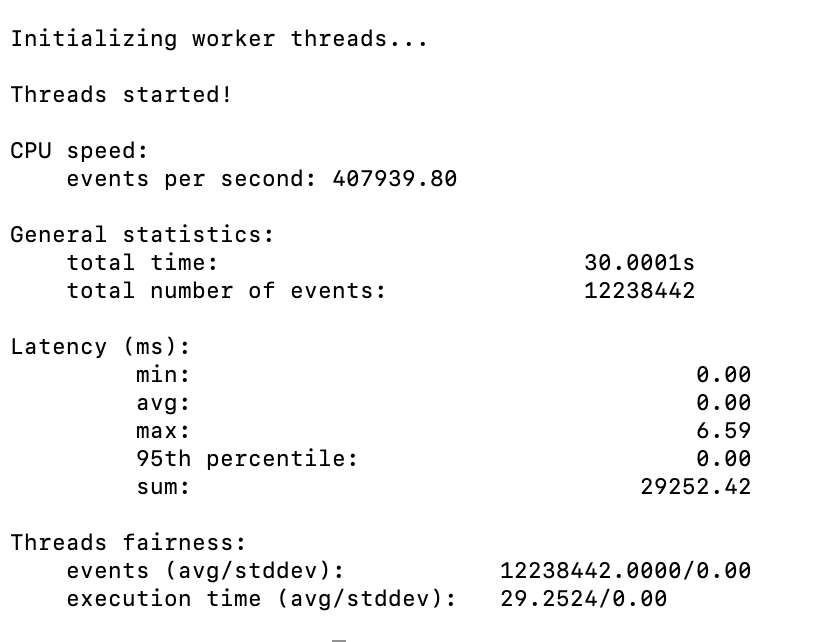 Initializing worker threads...
Threads started!
CPU speed:
events per second: 407939.80
General statistics:
total time: 30.0001s
total number of events: 12238442
Latency (ms):
min: 0.00
avg: 0.00
max: 6.59
95th percentile: 0.00
sum: 29252.42
Threads fairness:
events (avg/stddev): 12238442.0000/0.00
execution time (avg/stddev): 29.2524/0.00